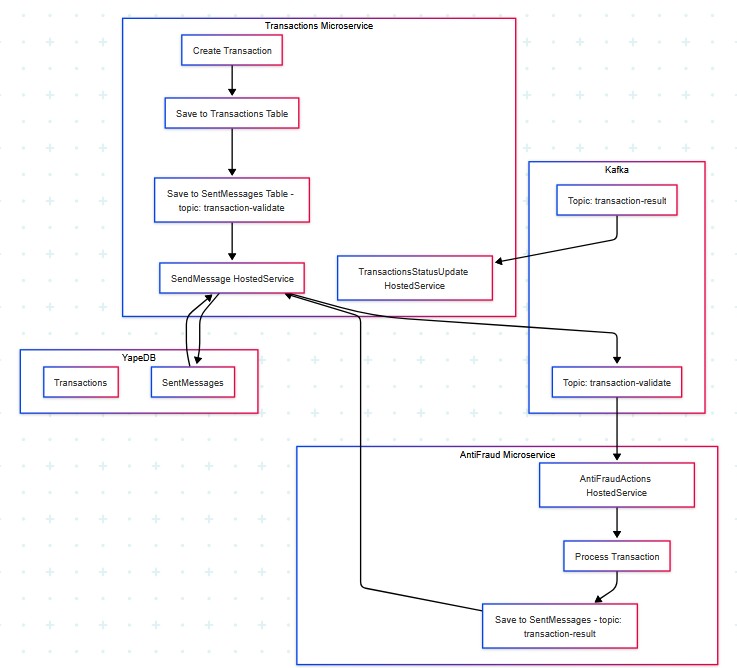 Transactions Microservice
Create Transaction
Save to Transactions Table
Save to SentMessages Table -
topic: transaction-validate
SendMessage HostedService
TransactionsStatusUpdate
HostedService
Kafka
Topic: transaction-result
Topic: transaction-validate
YapeDB
Transactions
SentMessages
AntiFraud Microservice
AntiFraudActions
HostedService
Process Transaction
Save to SentMessages - topic:
transaction-result